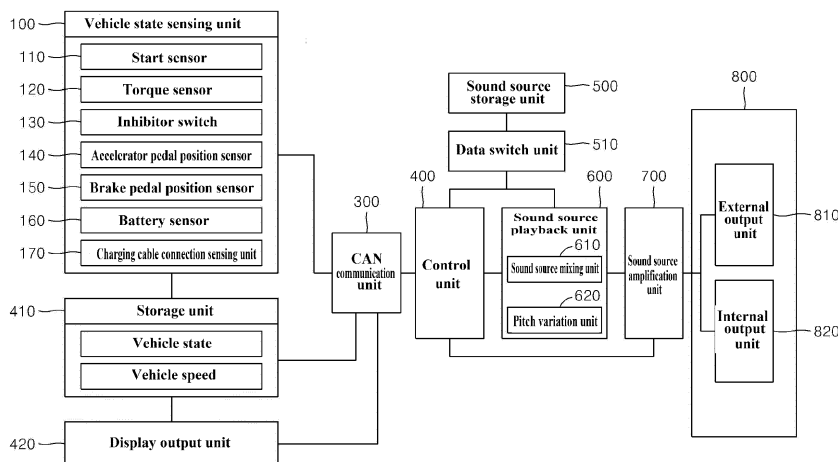 100
Vehicle state sensing unit
110
Start sensor
120
Torque sensor
130
Inhibitor switch
140
Accelerator pedal position sensor
150
Brake pedal position sensor
160
Battery sensor
170
Charging cable connection sensing unit
410
Storage unit
Vehicle state
Vehicle speed
420
Display output unit
300
CAN
communication
unit
400
Control
unit
Sound source
storage unit
500
Data switch unit
510
600
Sound source
playback unit
610
Sound source mixing unit
620
Pitch variation unit
700
Sound source
amplification
unit
800
External
output
unit
810
Internal
output
unit
820